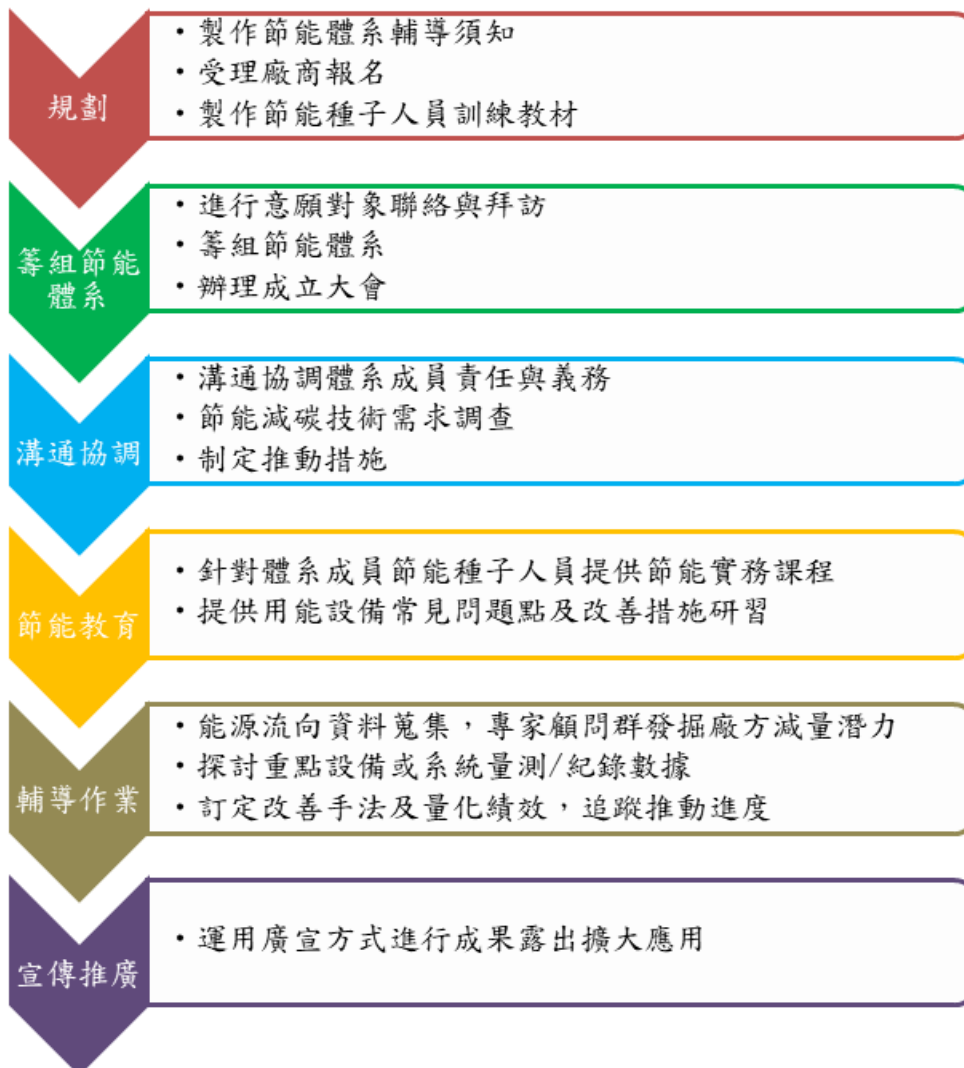 規劃
・製作節能體系輔導須知
・受理廠商報名
・製作節能種子人員訓練教材
籌組節能
體系
・進行意願對象聯絡與拜訪
・籌組節能體系
・辦理成立大會
溝通協調
・溝通協調體系成員責任與義務
・節能減碳技術需求調查
・制定推動措施
節能教育
・針對體系成員節能種子人員提供節能實務課程
・提供用能設備常見問題點及改善措施研習
輔導作業
・能源流向資料蒐集，專家顧問群發掘廠方減量潛力
・探討重點設備或系統量測/紀錄數據
・訂定改善手法及量化績效，追蹤推動進度
宣傳推廣
・運用廣宣方式進行成果露出擴大應用